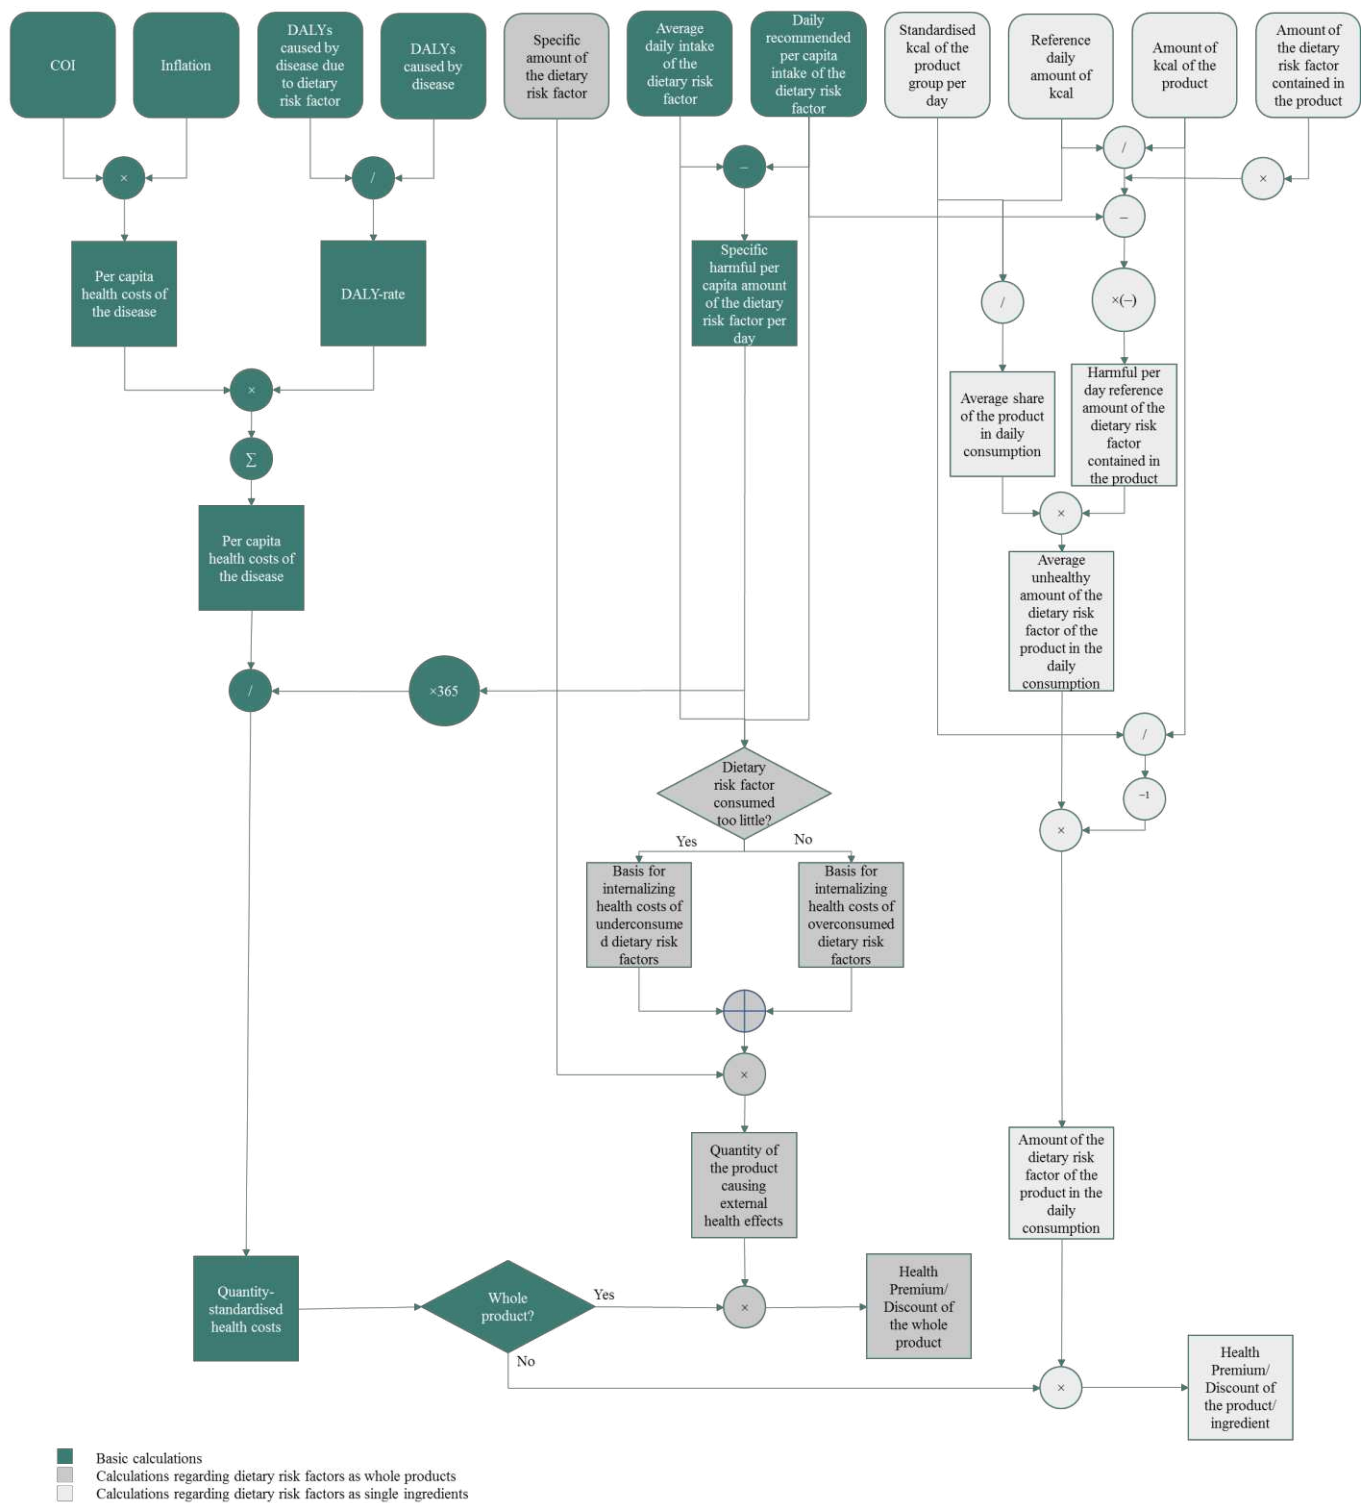 COI
Inflation
DALYs
caused by
disease due
to dietary
risk factor
DALYs
caused by
disease
Specific
amount of
the dietary
risk factor
Average
daily intake
of the
dietary risk
factor
Daily
recommended
per capita
intake of the
dietary risk
factor
Standardised
kcal of the
product
group per
day
Reference
daily
amount of
kcal
Amount of
kcal of the
product
Amount of
the dietary
risk factor
contained in
the product
×
/
–
/
×
–
Per capita
health costs of
the disease
DALY-rate
Specific
harmful per
capita amount
of the dietary
risk factor per
day
/
×(–)
×
Average share
of the product
in daily
consumption
Harmful per
day reference
amount of the
dietary risk
factor
contained in
the product
∑
×
Per capita
health costs of
the disease
Average
unhealthy
amount of the
dietary risk
factor of the
product in the
daily
consumption
/
×365
/
Dietary
risk factor
consumed
too little?
⁻¹
×
Yes
No
Basis for
internalizing
health costs of
underconsume
d dietary risk
factors
Basis for
internalizing
health costs of
overconsumed
dietary risk
factors
×
Quantity of
the product
causing
external
health effects
Amount of the
dietary risk
factor of the
product in the
daily
consumption
Quantity-
standardised
health costs
Whole
product?
Yes
No
×
Health
Premium/
Discount of
the whole
product
×
Health
Premium/
Discount of
the product/
ingredient
Basic calculations
Calculations regarding dietary risk factors as whole products
Calculations regarding dietary risk factors as single ingredients